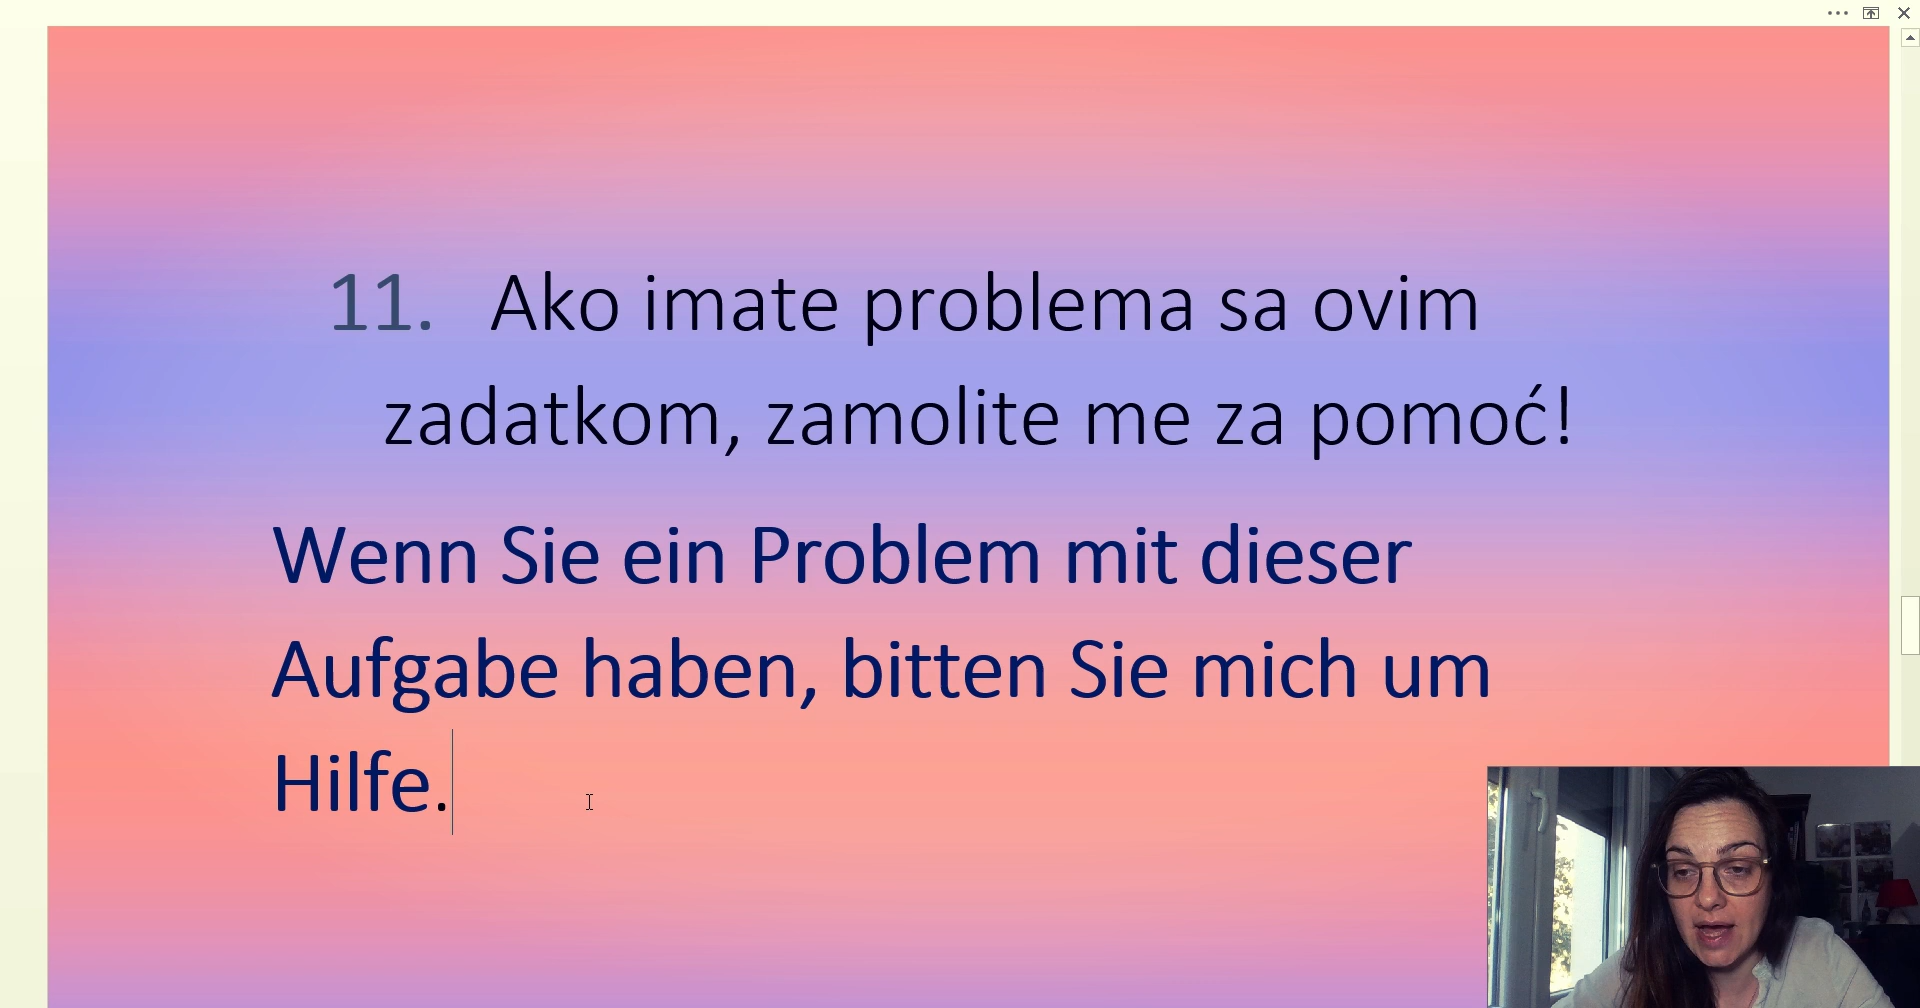 11. Ako imate problema sa ovim
zadatkom, zamolite me za pomoć!
Wenn Sie ein Problem mit dieser
Aufgabe haben, bitten Sie mich um
Hilfe.